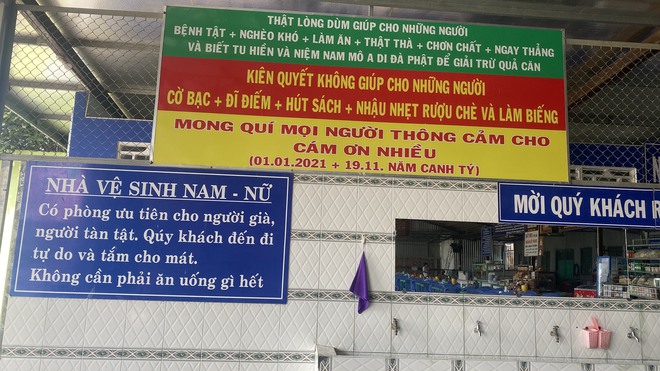 THẬT LÒNG DÙM GIÚP CHO NHỮNG NGƯỜI
BỆNH TẬT + NGHÈO KHÓ + LÀM ĂN + THẬT THẢ + CHƠN CHẤT + NGAY THẲNG
VÀ BIẾT TU HIỀN VÀ NIỆM NAM MÔ A DI ĐÀ PHẬT ĐỂ GIẢI TRỪ QUẢ CĂN
KIÊN QUYẾT KHÔNG GIÚP CHO NHỮNG NGƯỜI
CỜ BẠC + ĐĨ ĐIẾM + HÚT SÁCH + NHẬU NHẸT RƯỢU CHÈ VÀ LÀM BIẾNG
MONG QUÍ MỌI NGƯỜI THÔNG CẢM CHO
CÁM ƠN NHIỀU
(01.01.2021 + 19.11. NĂM CANH TÝ)
NHÀ VỆ SINH NAM - NỮ
Có phòng ưu tiên cho người già,
người tàn tật. Qúy khách đến đi
tự do và tắm cho mát.
Không cần phải ăn uống gì hết
MỜI QUÝ KHÁCH R